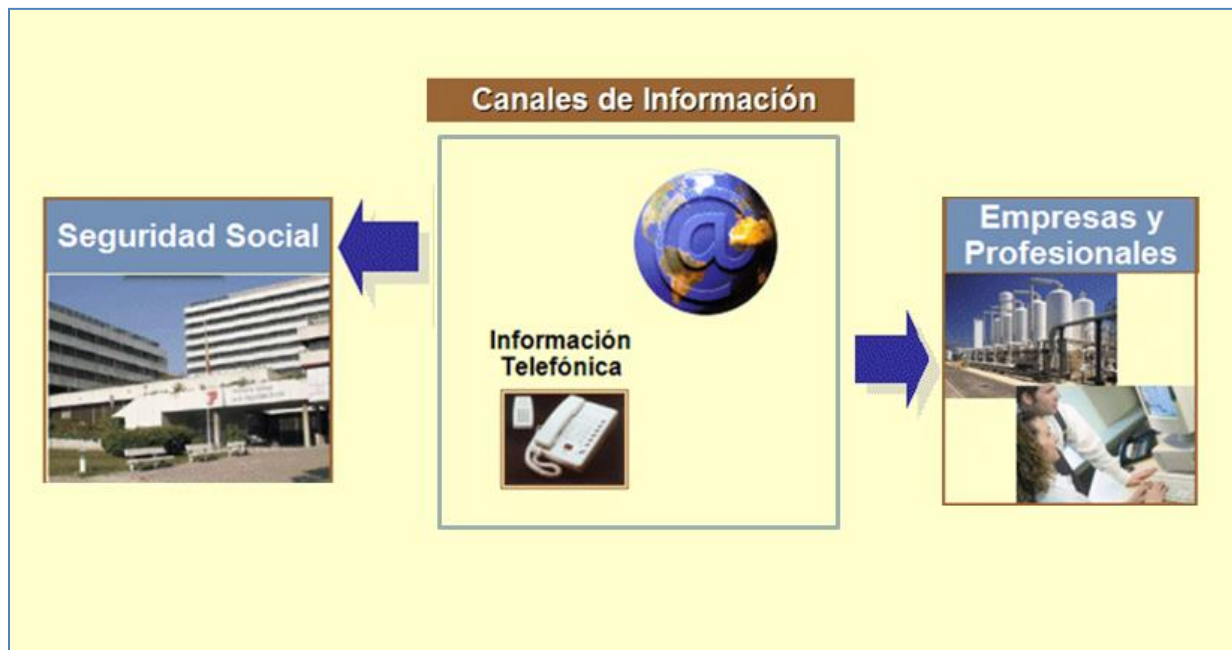 Canales de Información
Seguridad Social
Empresas y
Profesionales
@
Información
Telefónica